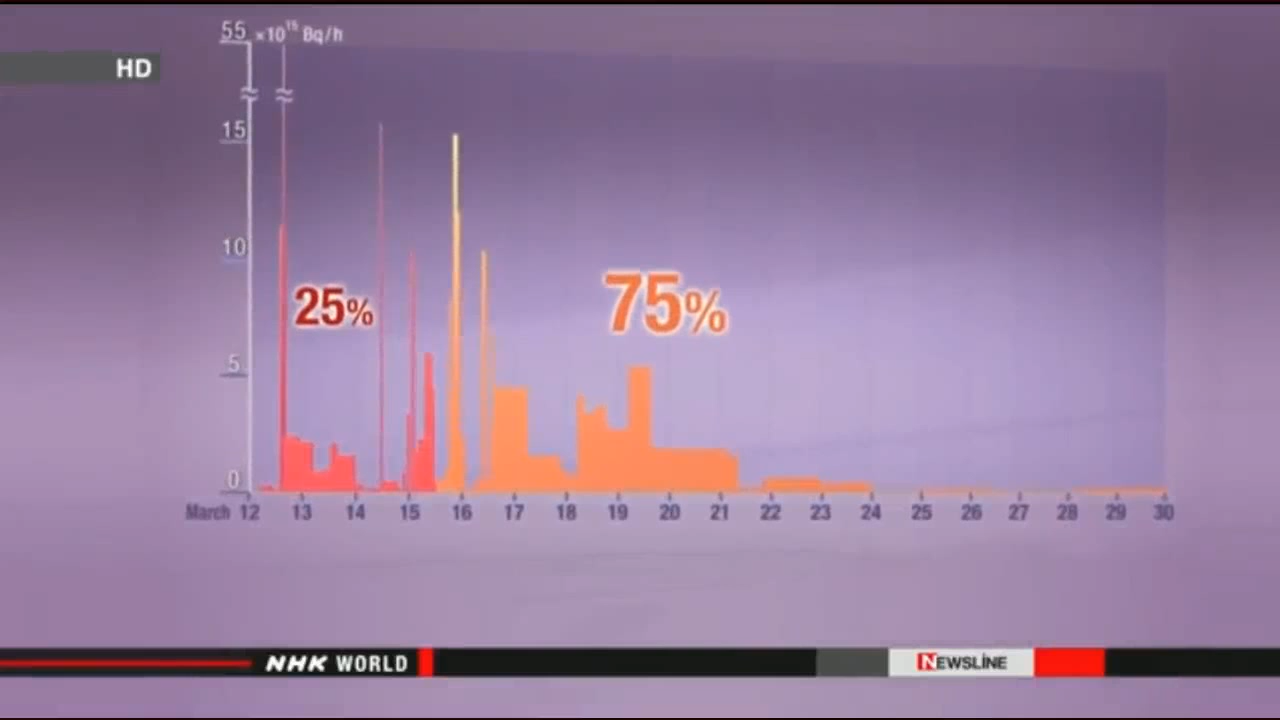 55 ×10¹⁵ Bq/h
HD
15
10
25%
75%
5
0
March 12 13 14 15 16 17 18 19 20 21 22 23 24 25 26 27 28 29 30
NHK WORLD
NEWSLINE